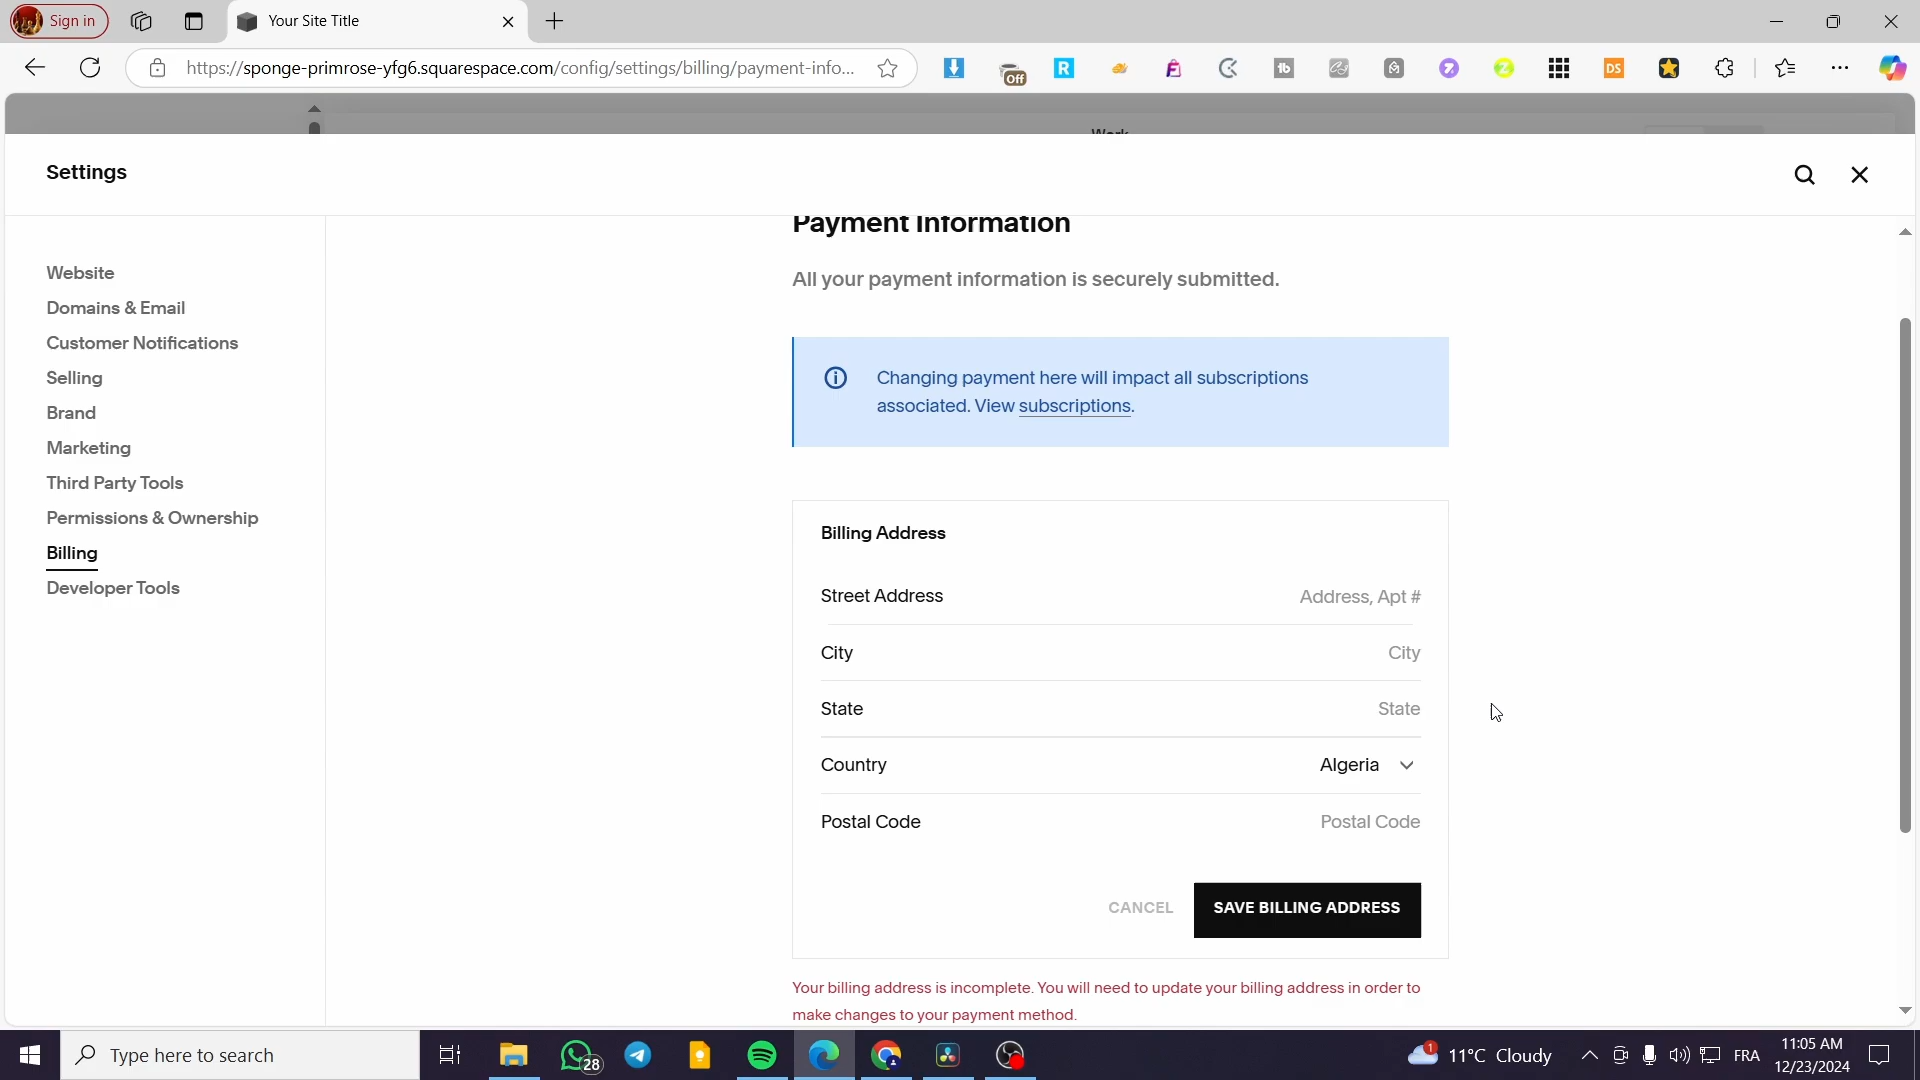 Sign in
Your Site Title
https://sponge-primrose-yfg6.squarespace.com/config/settings/billing/payment-info...
Off
R
tb
DS
Work
Settings
Payment Information
All your payment information is securely submitted.
Website
Domains & Email
Customer Notifications
Selling
Brand
Marketing
Third Party Tools
Permissions & Ownership
Billing
Developer Tools
Changing payment here will impact all subscriptions
associated. View subscriptions.
Billing Address
Street Address
Address, Apt #
City
City
State
State
Country
Algeria
Postal Code
Postal Code
CANCEL
SAVE BILLING ADDRESS
Your billing address is incomplete. You will need to update your billing address in order to
make changes to your payment method.
Type here to search
28
1
11°C Cloudy
FRA
11:05 AM
12/23/2024